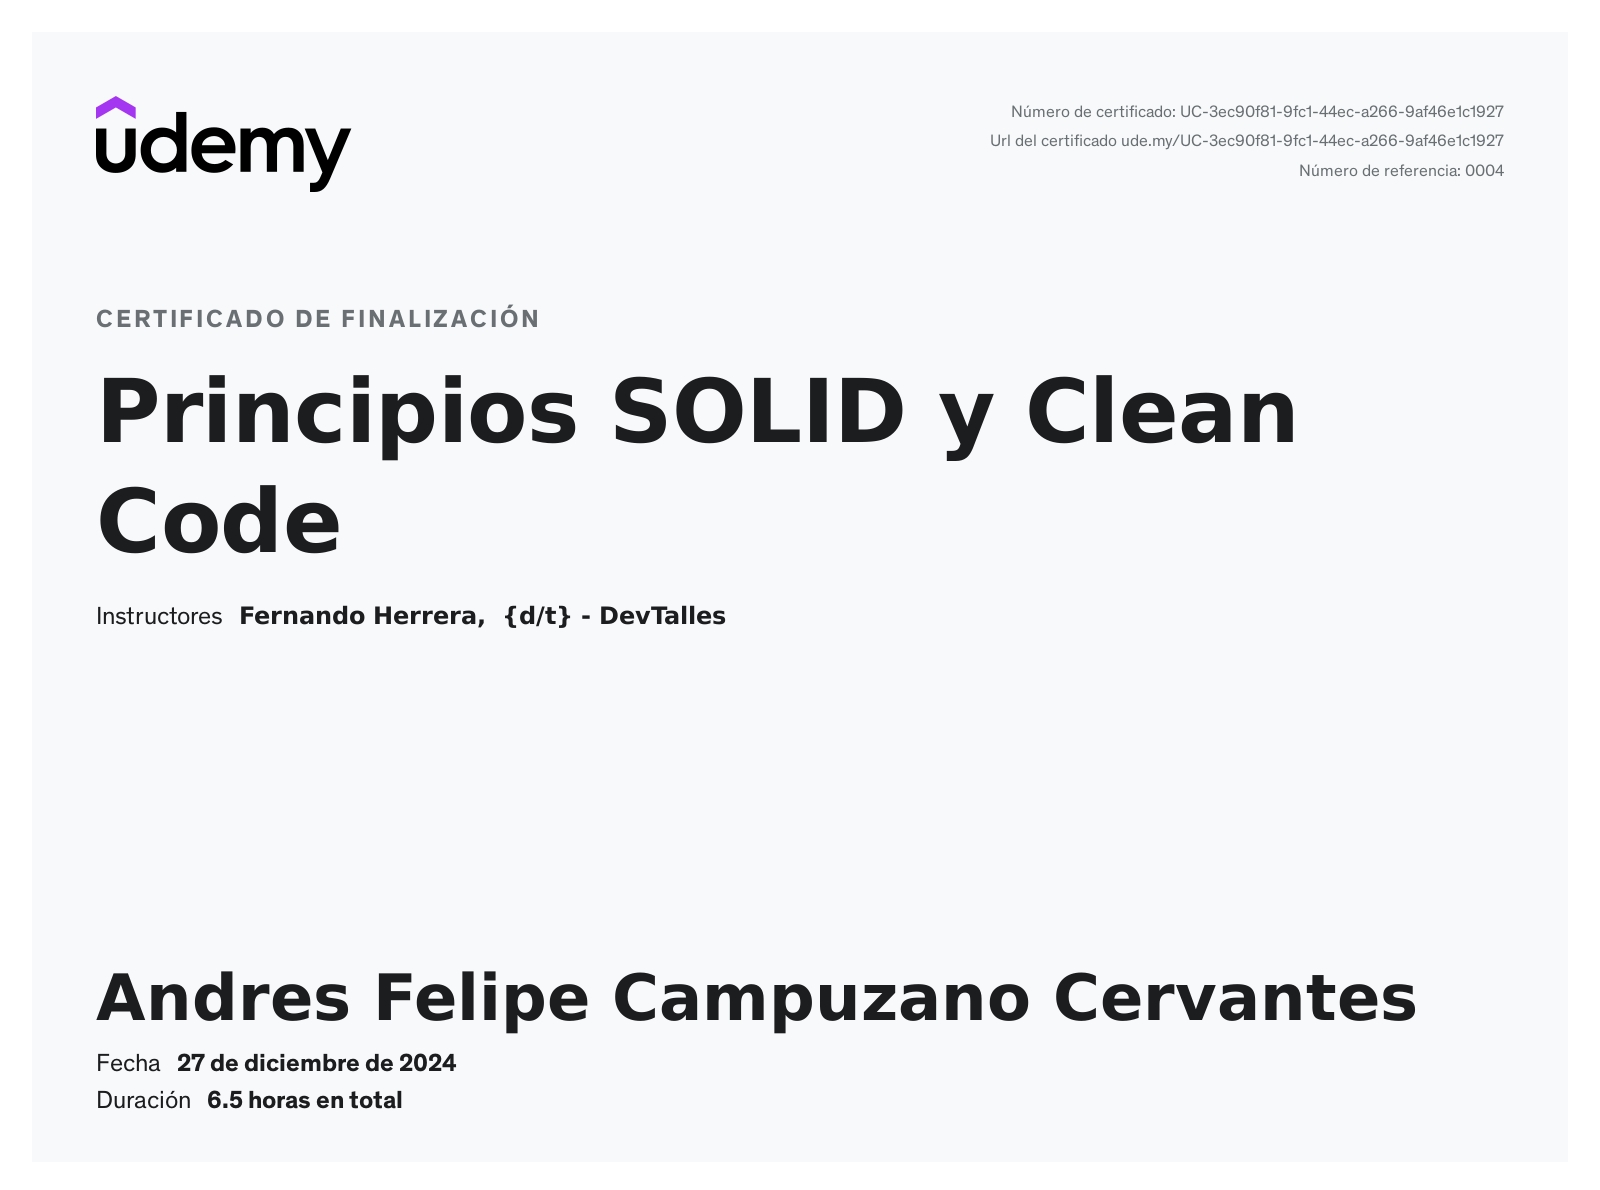 udemy
Número de certificado: UC-3ec90f81-9fc1-44ec-a266-9af46e1c1927
Url del certificado ude.my/UC-3ec90f81-9fc1-44ec-a266-9af46e1c1927
Número de referencia: 0004
CERTIFICADO DE FINALIZACIÓN
Principios SOLID y Clean
Code
Instructores Fernando Herrera, {d/t} - DevTalles
Andres Felipe Campuzano Cervantes
Fecha 27 de diciembre de 2024
Duración 6.5 horas en total